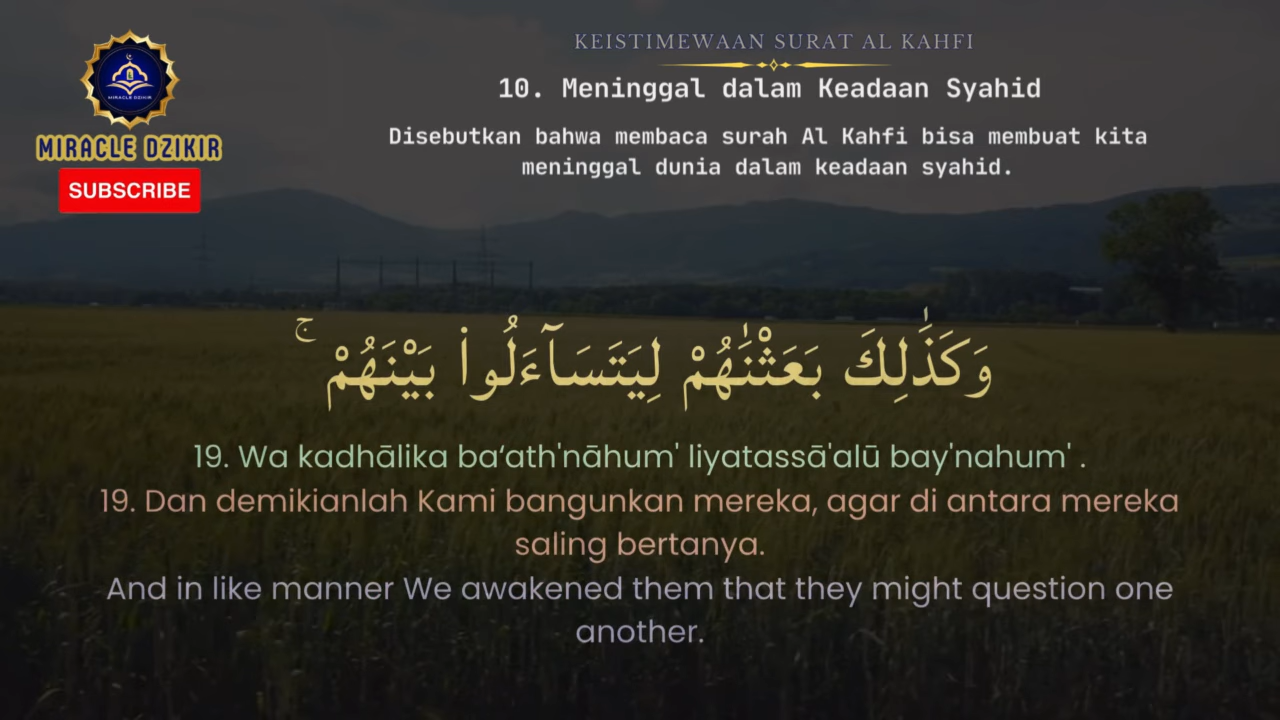 MIRACLE DZIKIR
MIRACLE DZIKIR
SUBSCRIBE
KEISTIMEWAAN SURAT AL KAHFI
10. Meninggal dalam Keadaan Syahid
Disebutkan bahwa membaca surah Al Kahfi bisa membuat kita
meninggal dunia dalam keadaan syahid.
وَكَذَٰلِكَ بَعَثْنَٰهُمْ لِيَتَسَآءَلُوا۟ بَيْنَهُمْ ۚ
19. Wa kadhālika ba‘ath'nāhum' liyatassā'alū bay'nahum' .
19. Dan demikianlah Kami bangunkan mereka, agar di antara mereka
saling bertanya.
And in like manner We awakened them that they might question one
another.